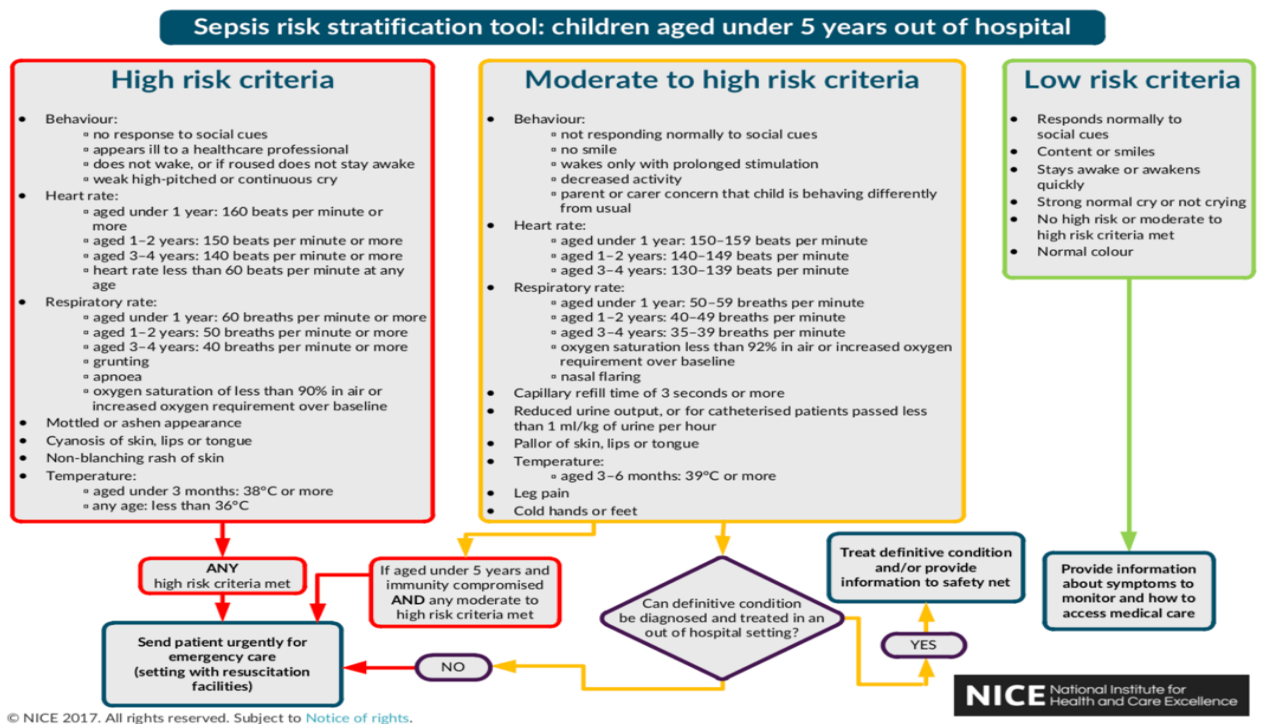 Sepsis risk stratification tool: children aged under 5 years out of hospital
High risk criteria
• Behaviour:
▫ no response to social cues
▫ appears ill to a healthcare professional
▫ does not wake, or if roused does not stay awake
▫ weak high-pitched or continuous cry
• Heart rate:
▫ aged under 1 year: 160 beats per minute or
more
▫ aged 1–2 years: 150 beats per minute or more
▫ aged 3–4 years: 140 beats per minute or more
▫ heart rate less than 60 beats per minute at any
age
• Respiratory rate:
▫ aged under 1 year: 60 breaths per minute or more
▫ aged 1–2 years: 50 breaths per minute or more
▫ aged 3–4 years: 40 breaths per minute or more
▫ grunting
▫ apnoea
▫ oxygen saturation of less than 90% in air or
increased oxygen requirement over baseline
• Mottled or ashen appearance
• Cyanosis of skin, lips or tongue
• Non-blanching rash of skin
• Temperature:
▫ aged under 3 months: 38°C or more
▫ any age: less than 36°C
Moderate to high risk criteria
• Behaviour:
▫ not responding normally to social cues
▫ no smile
▫ wakes only with prolonged stimulation
▫ decreased activity
▫ parent or carer concern that child is behaving differently
from usual
• Heart rate:
▫ aged under 1 year: 150–159 beats per minute
▫ aged 1–2 years: 140–149 beats per minute
▫ aged 3–4 years: 130–139 beats per minute
• Respiratory rate:
▫ aged under 1 year: 50–59 breaths per minute
▫ aged 1–2 years: 40–49 breaths per minute
▫ aged 3–4 years: 35–39 breaths per minute
▫ oxygen saturation less than 92% in air or increased oxygen
requirement over baseline
▫ nasal flaring
• Capillary refill time of 3 seconds or more
• Reduced urine output, or for catheterised patients passed less
than 1 ml/kg of urine per hour
• Pallor of skin, lips or tongue
• Temperature:
▫ aged 3–6 months: 39°C or more
• Leg pain
• Cold hands or feet
Low risk criteria
• Responds normally to
social cues
• Content or smiles
• Stays awake or awakens
quickly
• Strong normal cry or not crying
• No high risk or moderate to
high risk criteria met
• Normal colour
ANY
high risk criteria met
If aged under 5 years and
immunity compromised
AND any moderate to
high risk criteria met
Can definitive condition
be diagnosed and treated in an
out of hospital setting?
Treat definitive condition
and/or provide
information to safety net
Provide information
about symptoms to
monitor and how to
access medical care
Send patient urgently for
emergency care
(setting with resuscitation
facilities)
NO
YES
NICE National Institute for
Health and Care Excellence
© NICE 2017. All rights reserved. Subject to Notice of rights.